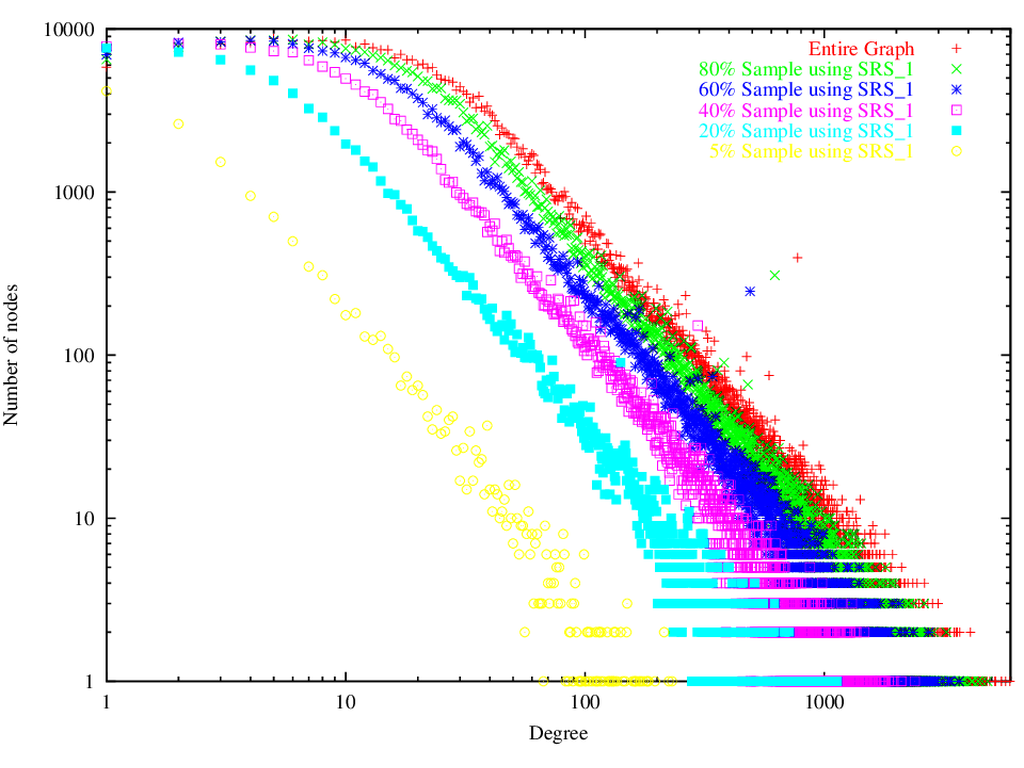 10000
1000
100
10
1
1
10
100
1000
Number of nodes
Degree
Entire Graph
80% Sample using SRS_1
60% Sample using SRS_1
40% Sample using SRS_1
20% Sample using SRS_1
5% Sample using SRS_1